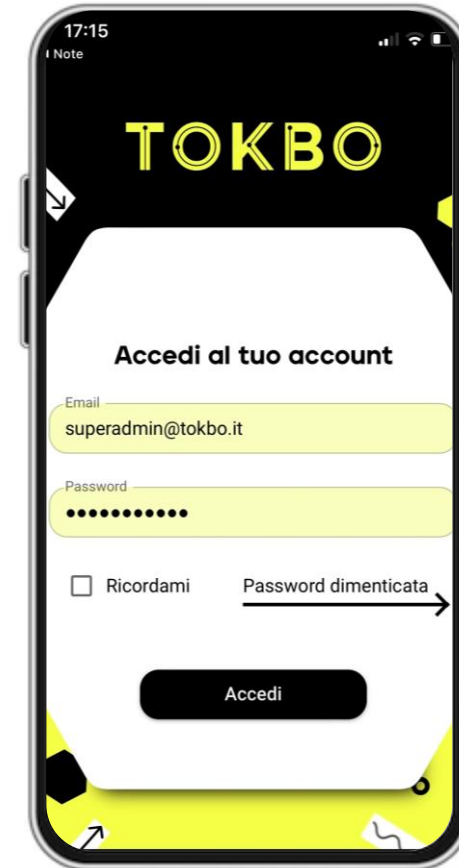 17:15
Note
TOKBO
Accedi al tuo account
Email
superadmin@tokbo.it
Password
•••••••••••
Ricordami
Password dimenticata
Accedi